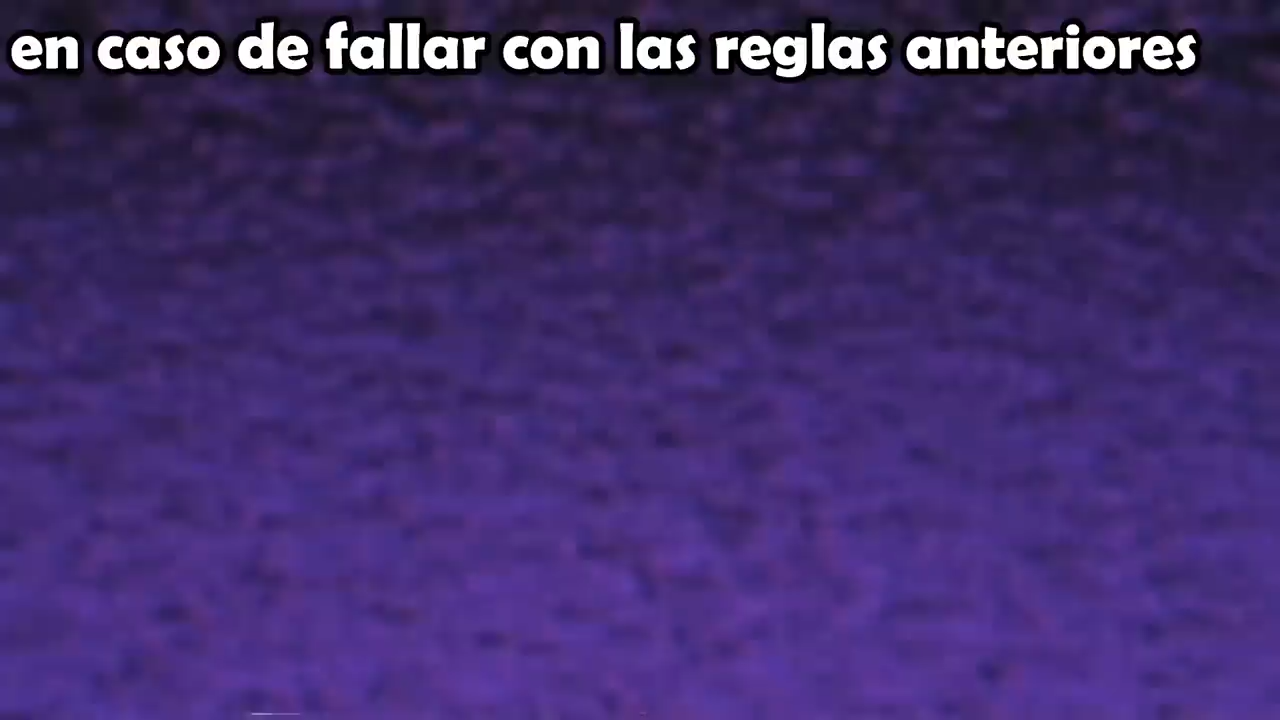 en caso de fallar con las reglas anteriores